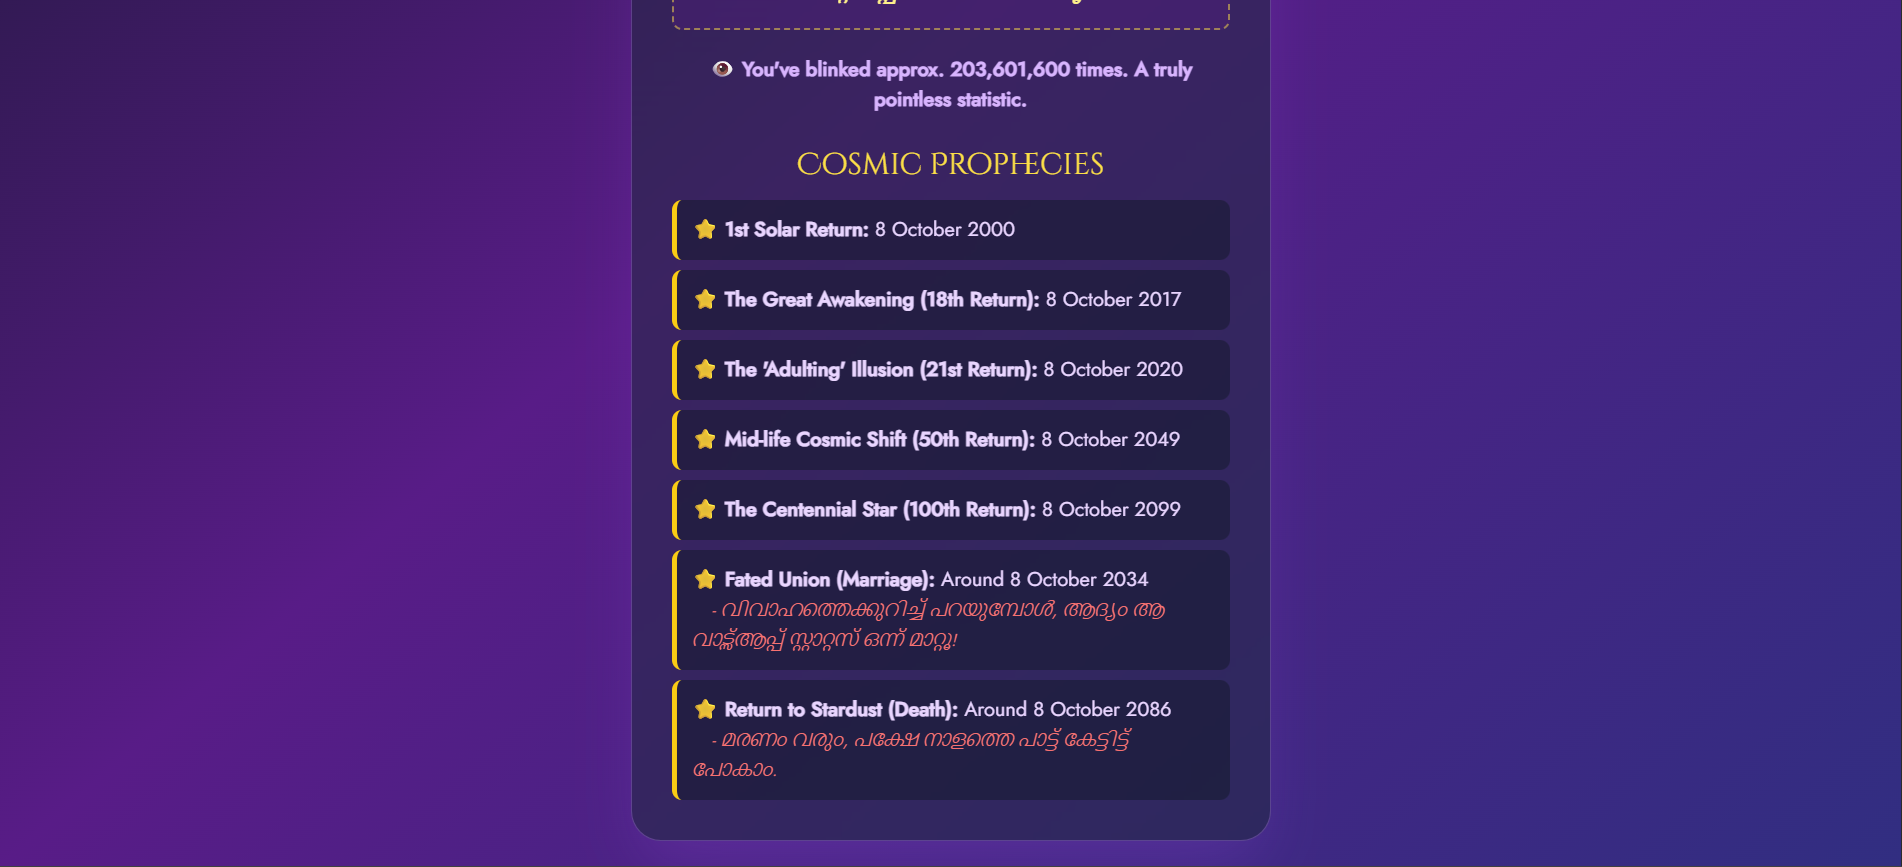 You've blinked approx. 203,601,600 times. A truly
pointless statistic.
Cosmic Prophecies
1st Solar Return: 8 October 2000
The Great Awakening (18th Return): 8 October 2017
The 'Adulting' Illusion (21st Return): 8 October 2020
Mid-life Cosmic Shift (50th Return): 8 October 2049
The Centennial Star (100th Return): 8 October 2099
Fated Union (Marriage): Around 8 October 2034
- വിവാഹത്തെക്കുറിച്ച് പറയുമ്പോൾ, ആദ്യം ആ
വാട്സ്ആപ്പ് സ്റ്റാറ്റസ് ഒന്ന് മാറ്റൂ!
Return to Stardust (Death): Around 8 October 2086
- മരണം വരും, പക്ഷേ നാളത്തെ പാട്ട് കേട്ടിട്ട്
പോകാം.